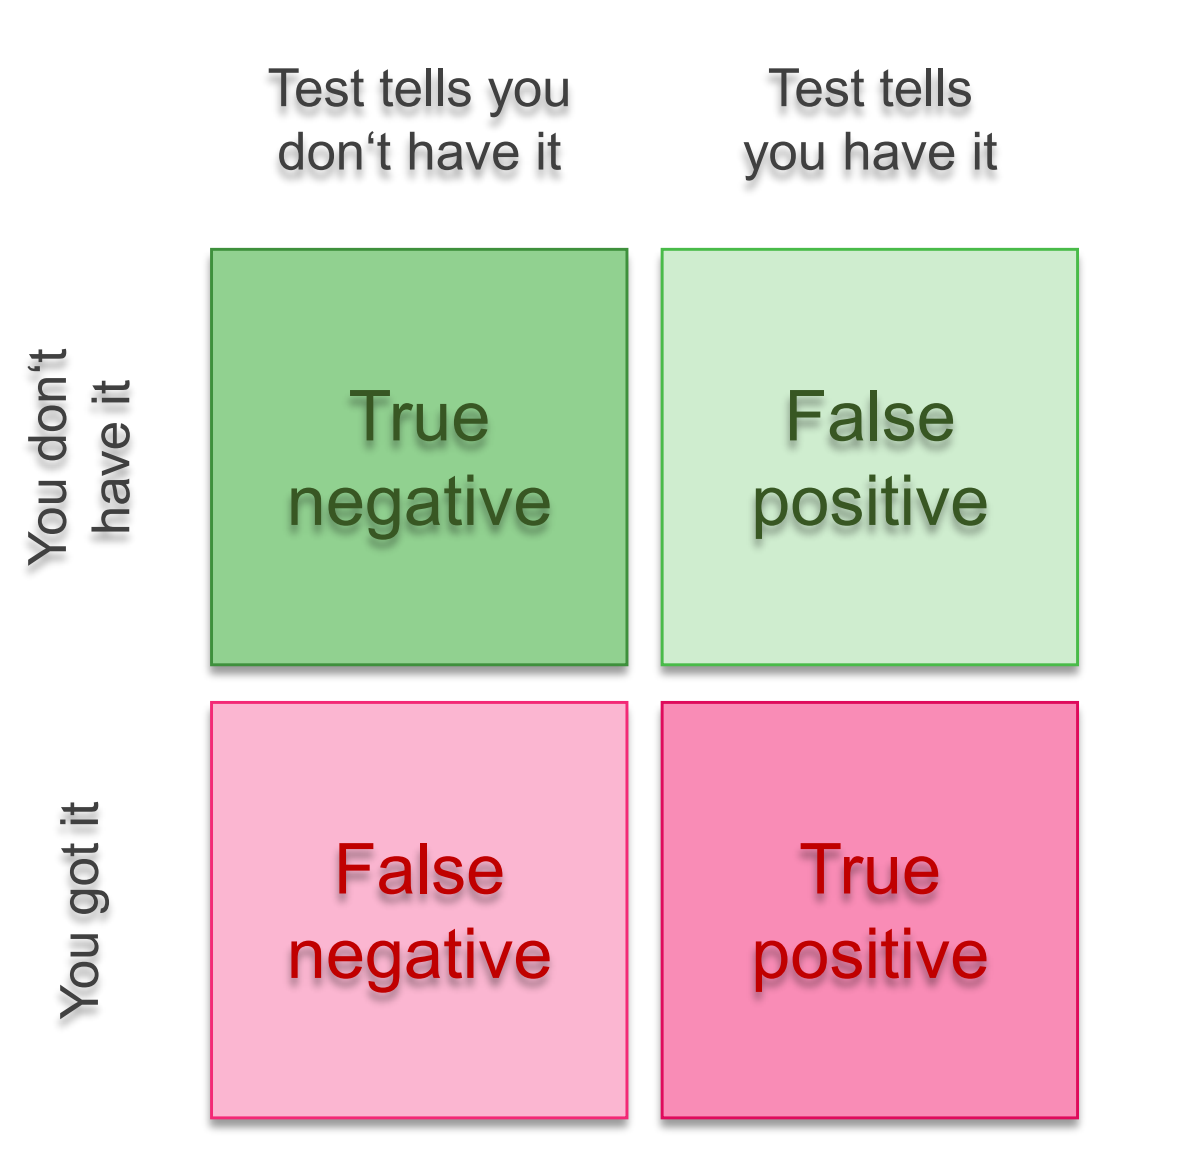 Test tells you
don‘t have it
Test tells
you have it
You don‘t
have it
True
negative
False
positive
You got it
False
negative
True
positive